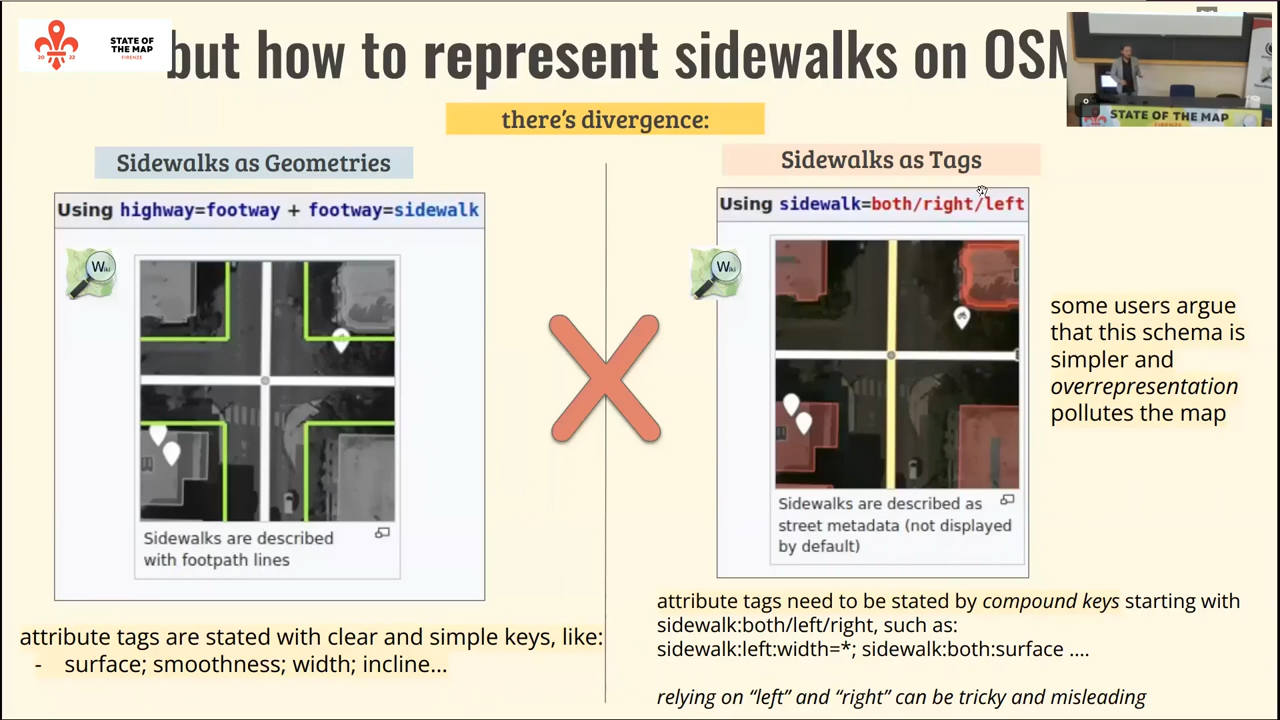 STATE OF
THE MAP
FIRENZE
20 22
but how to represent sidewalks on OSM
there's divergence:
Sidewalks as Geometries
Using highway=footway + footway=sidewalk
Wiki
Sidewalks are described
with footpath lines
attribute tags are stated with clear and simple keys, like:
- surface; smoothness; width; incline...
Sidewalks as Tags
Using sidewalk=both/right/left
Wiki
Sidewalks are described as
street metadata (not displayed
by default)
some users argue
that this schema is
simpler and
overrepresentation
pollutes the map
attribute tags need to be stated by compound keys starting with
sidewalk:both/left/right, such as:
sidewalk:left:width=*; sidewalk:both:surface ....
relying on “left” and “right” can be tricky and misleading
STATE OF THE MAP
FIRENZE